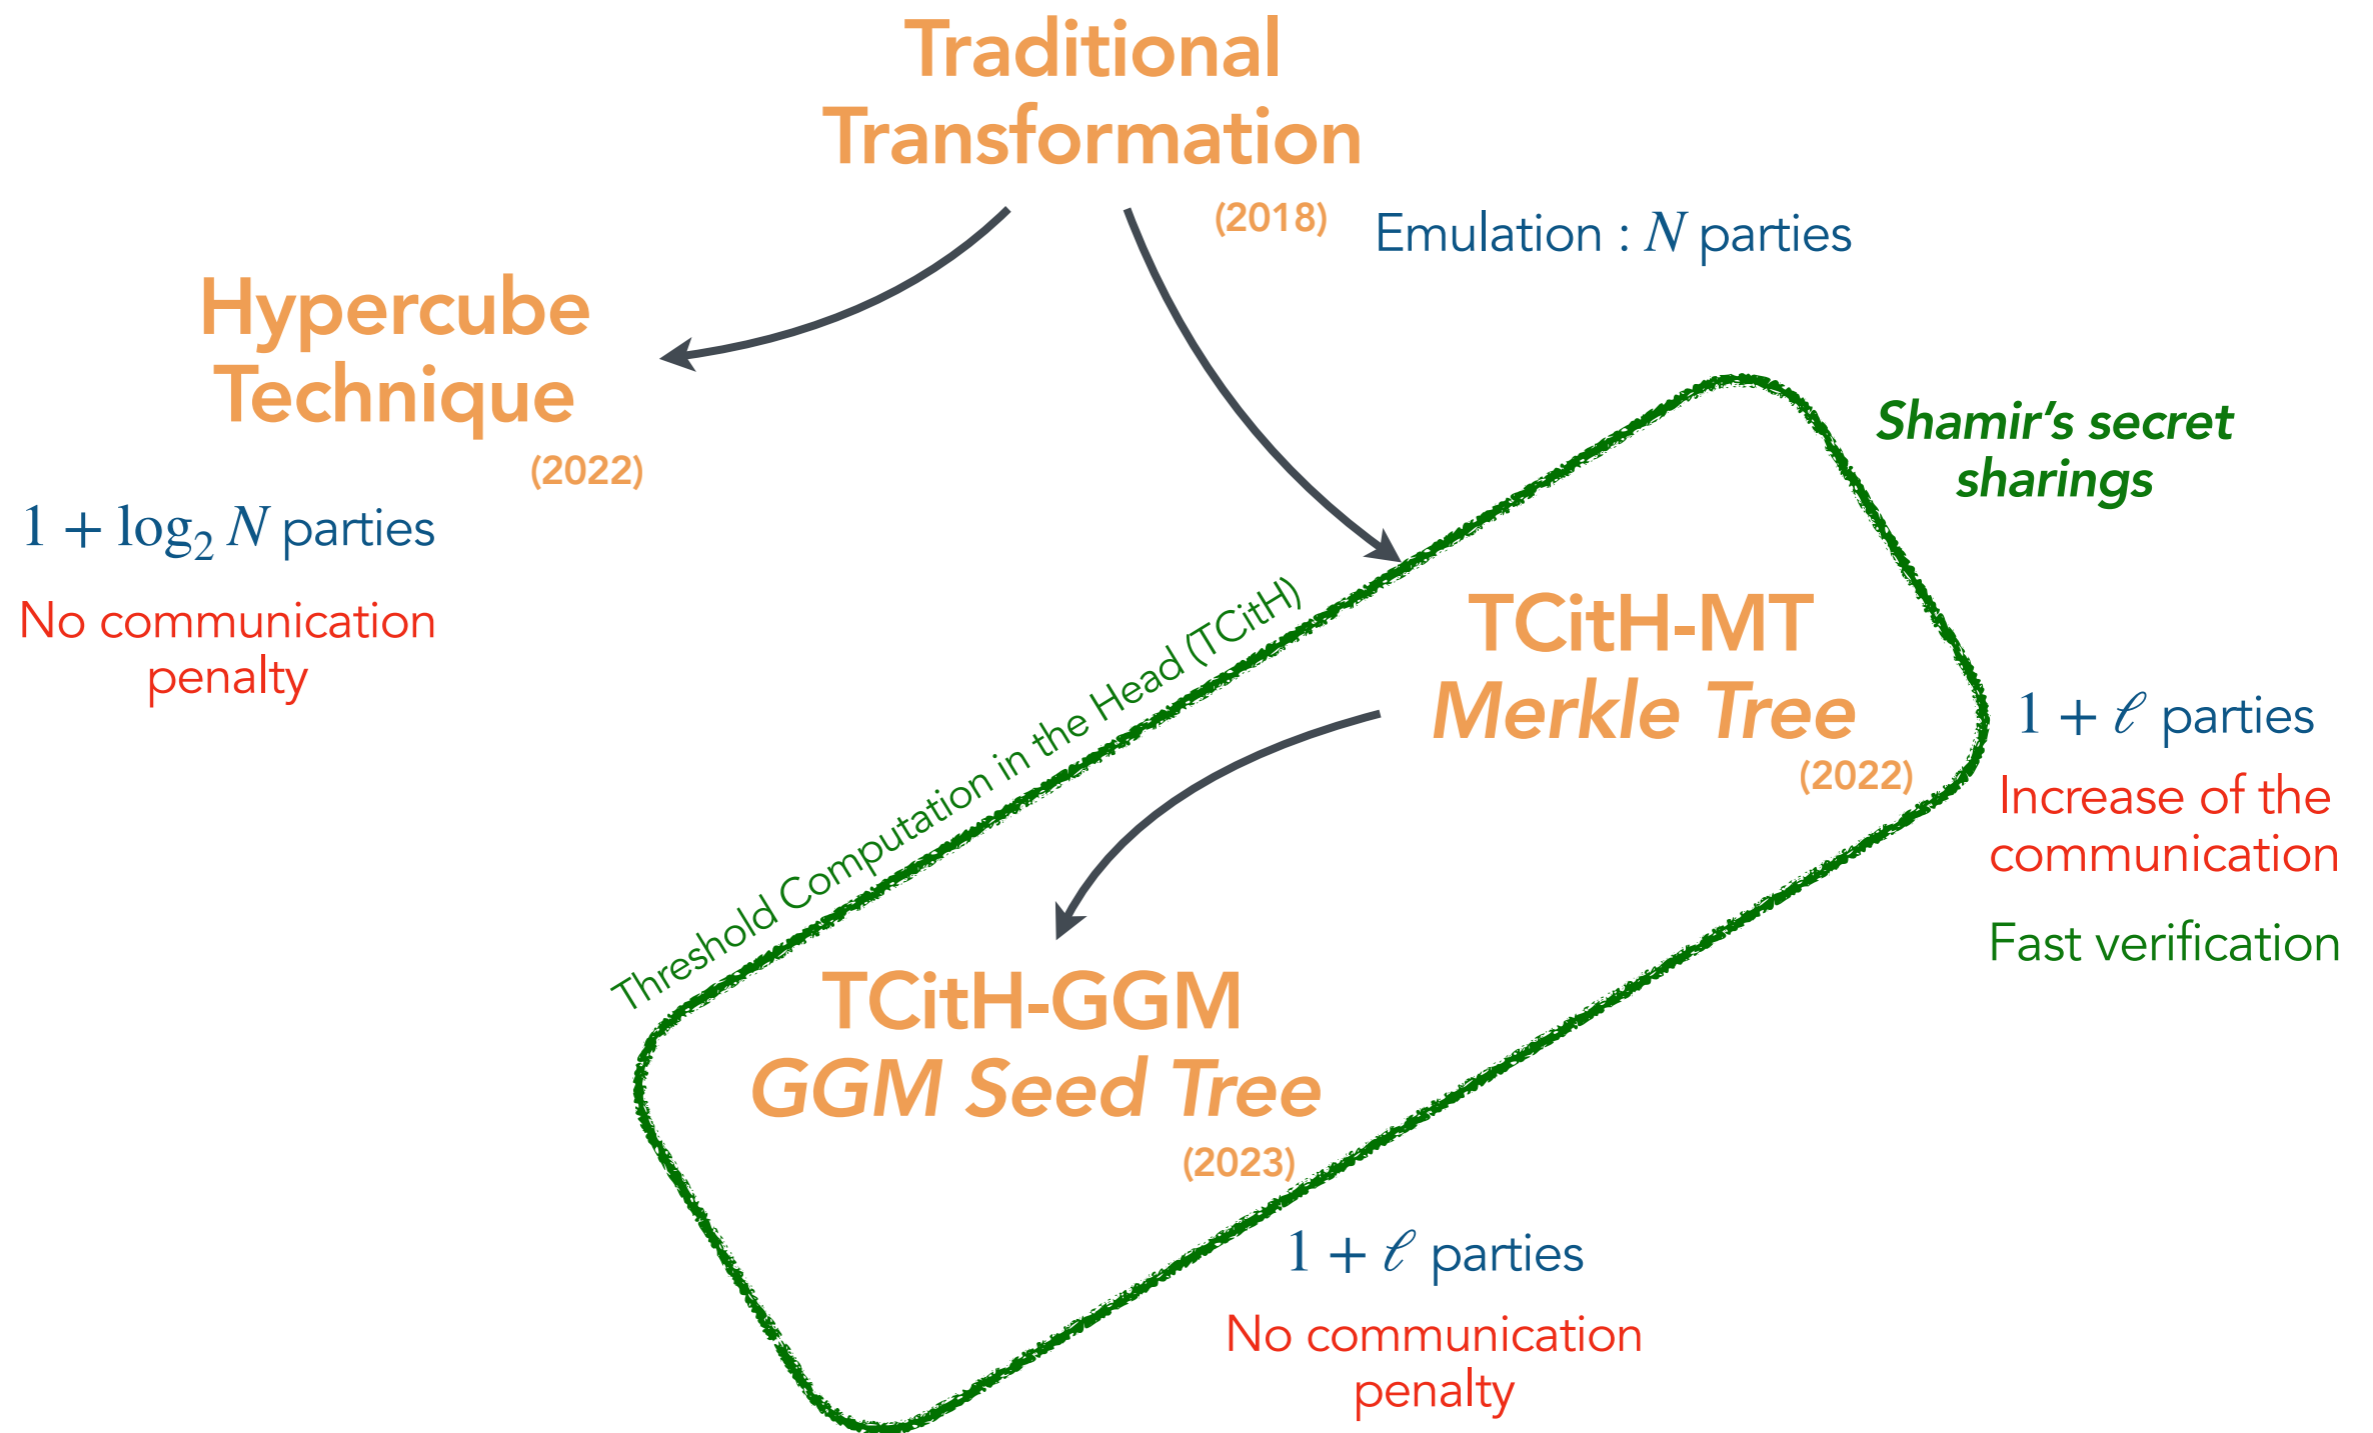 Traditional
Transformation
(2018)
Emulation : N parties
Hypercube
Technique
(2022)
1 + log₂ N parties
No communication
penalty
Shamir's secret
sharings
Threshold Computation in the Head (TCitH)
TCitH-MT
Merkle Tree
(2022)
1 + ℓ parties
Increase of the
communication
Fast verification
TCitH-GGM
GGM Seed Tree
(2023)
1 + ℓ parties
No communication
penalty